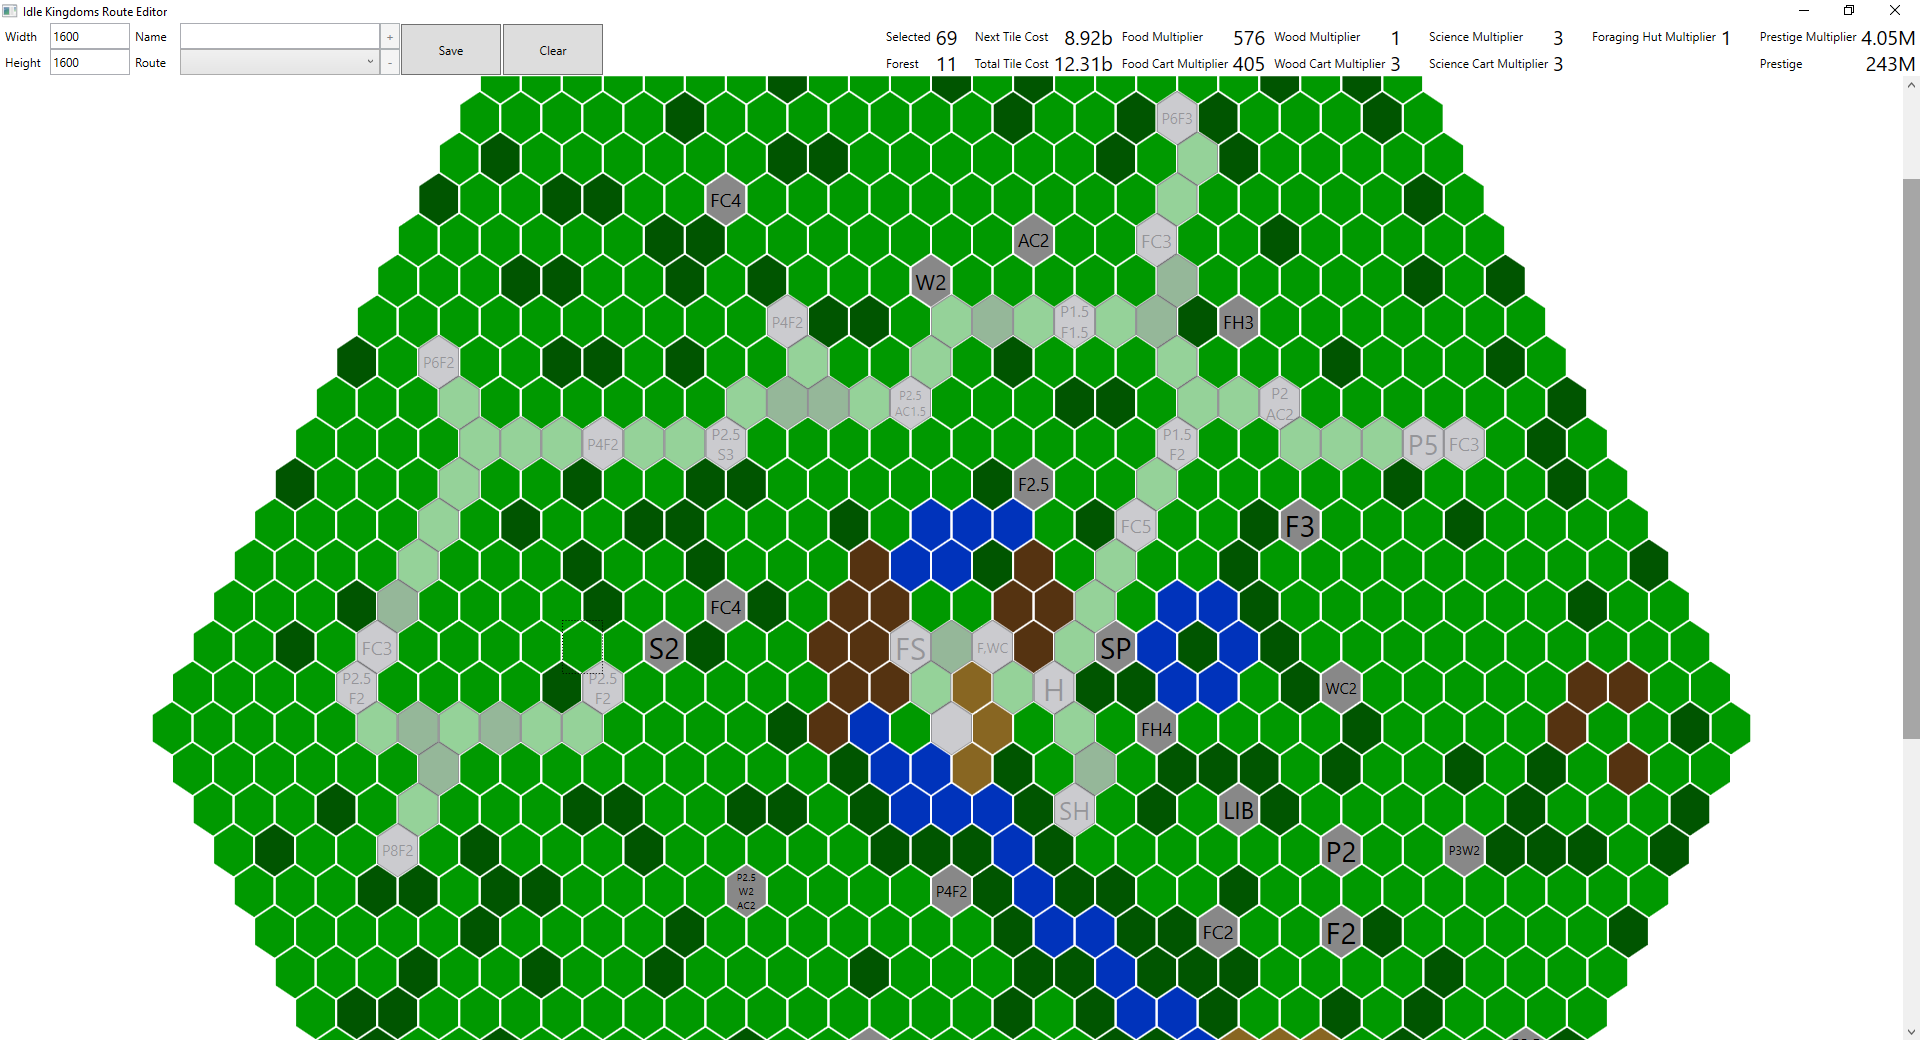 Idle Kingdoms Route Editor
Width 1600 Name + Save Clear Selected 69 Next Tile Cost 8.92b Food Multiplier 576 Wood Multiplier 1 Science Multiplier 3 Foraging Hut Multiplier 1 Prestige Multiplier 4.05M
Height 1600 Route - Forest 11 Total Tile Cost 12.31b Food Cart Multiplier 405 Wood Cart Multiplier 3 Science Cart Multiplier 3 Prestige 243M
P6F3
FC4
AC2 FC3
W2
P4F2 P1.5 FH3
F1.5
P6F2
P2.5 P2
AC1.5 AC2
P4F2 P2.5 P1.5 P5 FC3
S3 F2
F2.5
FC5 F3
FC4
FC3 S2 FS F,WC SP
P2.5 P2.5 H WC2
F2 F2
FH4
SH LIB
P8F2 P2 P3W2
P2.5 P4F2
W2
AC2
FC2 F2